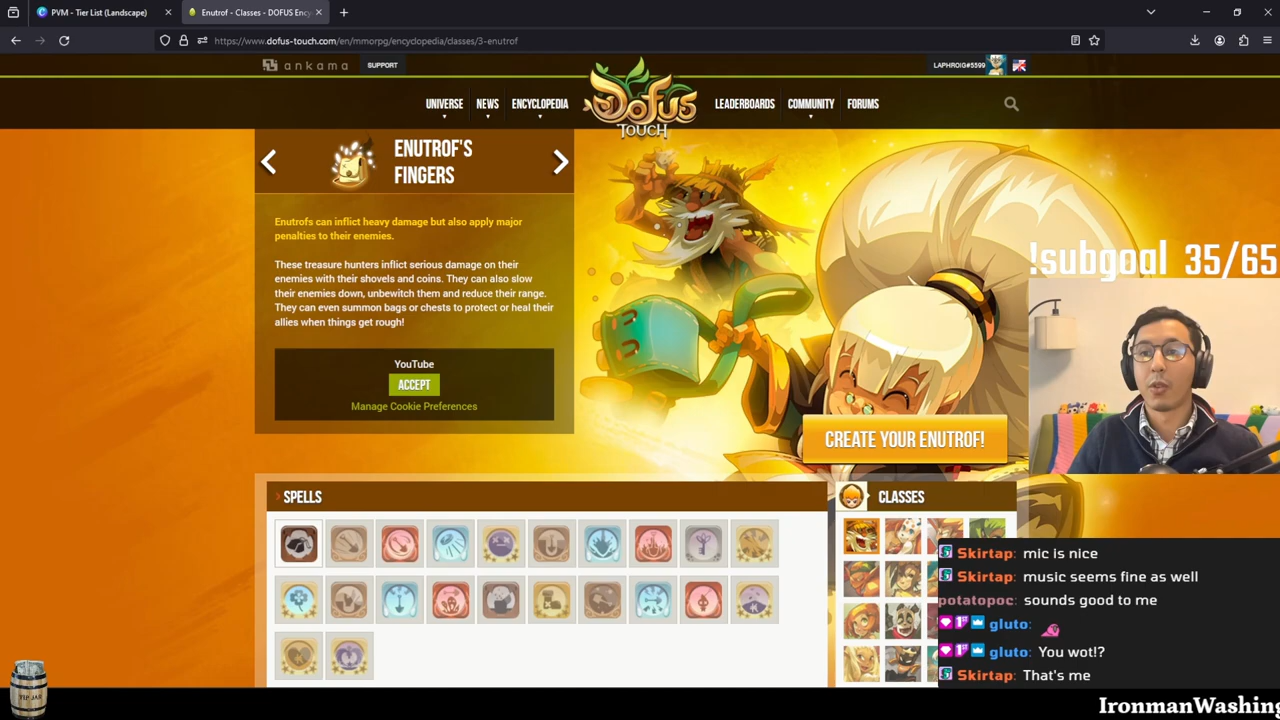 PVM - Tier List (Landscape)
Enutrof - Classes - DOFUS Ency
https://www.dofus-touch.com/en/mmorpg/encyclopedia/classes/3-enutrof
ankama
SUPPORT
LAPHROIG#5599
UNIVERSE
NEWS
ENCYCLOPEDIA
DOFUS
TOUCH
LEADERBOARDS
COMMUNITY
FORUMS
ENUTROF'S
FINGERS
Enutrofs can inflict heavy damage but also apply major
penalties to their enemies.
These treasure hunters inflict serious damage on their
enemies with their shovels and coins. They can also slow
their enemies down, unbewitch them and reduce their range.
They can even summon bags or chests to protect or heal their
allies when things get rough!
YouTube
ACCEPT
Manage Cookie Preferences
!subgoal 35/65
CREATE YOUR ENUTROF!
SPELLS
CLASSES
Skirtap: mic is nice
Skirtap: music seems fine as well
potatopoc: sounds good to me
gluto:
gluto: You wot!?
Skirtap: That's me
TIP JAR
IronmanWashing